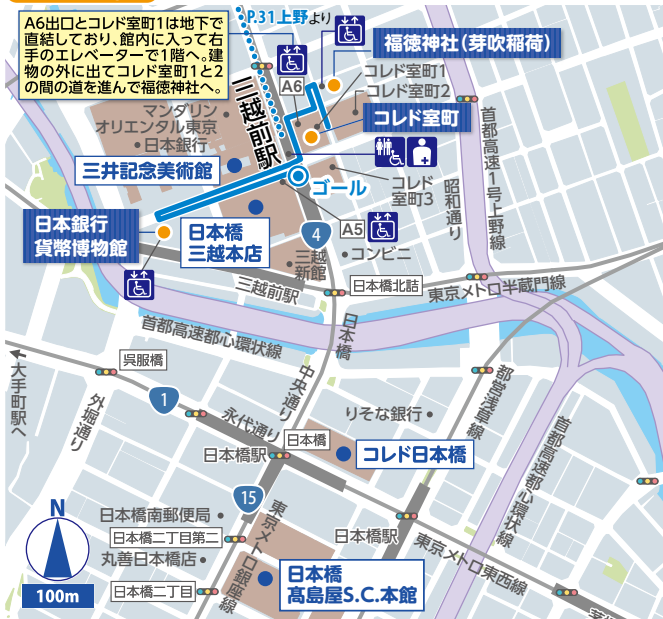 A6出口とコレド室町1は地下で
直結しており、館内に入って右
手のエレベーターで1階へ。建
物の外に出てコレド室町1と2
の間の道を進んで福徳神社へ。
P.31上野より
福徳神社(芽吹稲荷)
A6
コレド室町1
コレド室町2
コレド室町
三越前駅
マンダリン
オリエンタル東京
日本銀行
三井記念美術館
ゴール
コレド
室町3
昭和通り
首都高速1号上野線
日本銀行
貨幣博物館
日本橋
三越本店
4
A5
三越
新館
コンビニ
三越前駅
日本橋北詰
東京メトロ半蔵門線
首都高速都心環状線
日本橋
呉服橋
大手町駅へ
外堀通り
1
永代通り
中央通り
りそな銀行
都営浅草線
首都高速都心環状線
日本橋
日本橋駅
コレド日本橋
15
N
100m
日本橋南郵便局
日本橋二丁目第二
丸善日本橋店
日本橋二丁目
東京メトロ銀座線
日本橋駅
東京メトロ東西線
日本橋
髙島屋S.C.本館